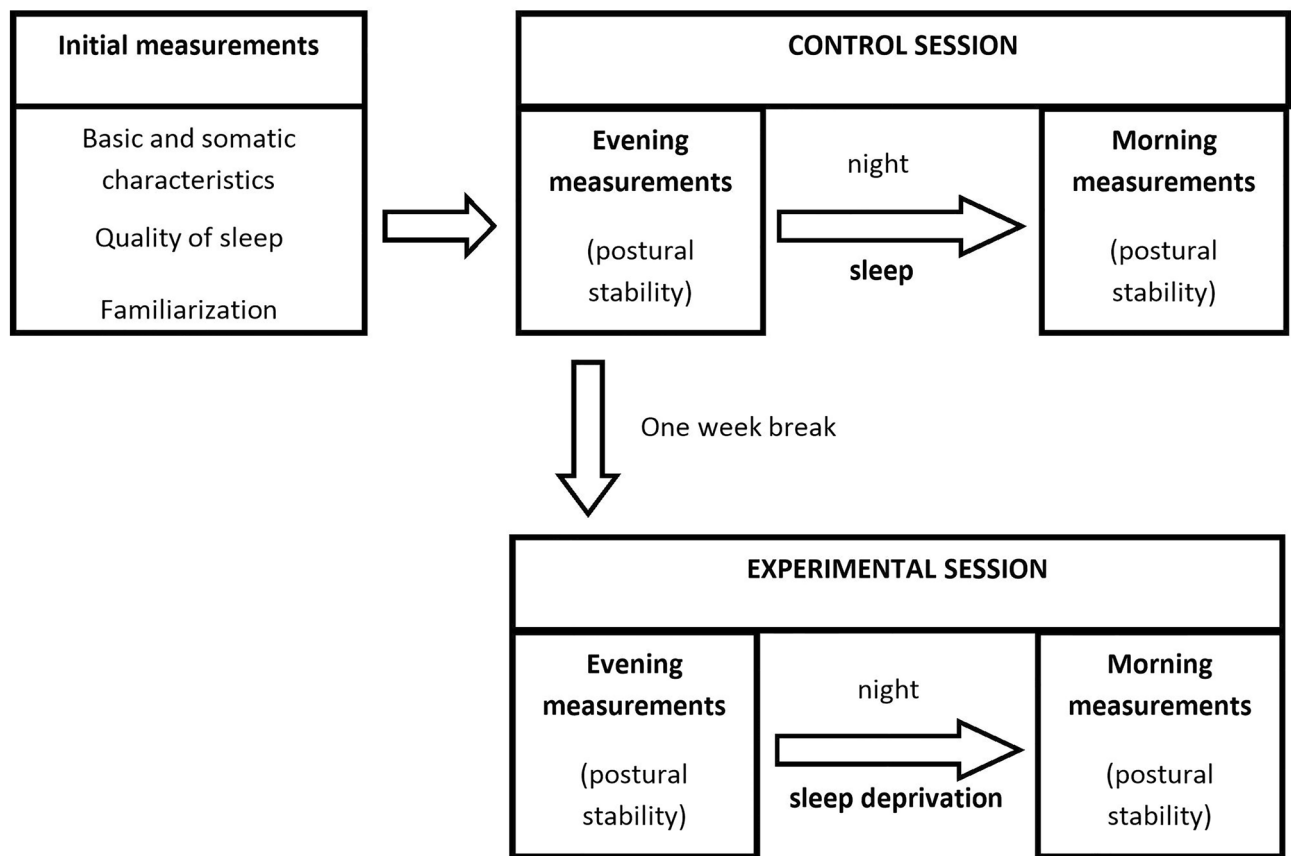 Initial measurements
Basic and somatic
characteristics
Quality of sleep
Familiarization
CONTROL SESSION
Evening
measurements
(postural
stability)
night
sleep
Morning
measurements
(postural
stability)
One week break
EXPERIMENTAL SESSION
Evening
measurements
(postural
stability)
night
sleep deprivation
Morning
measurements
(postural
stability)